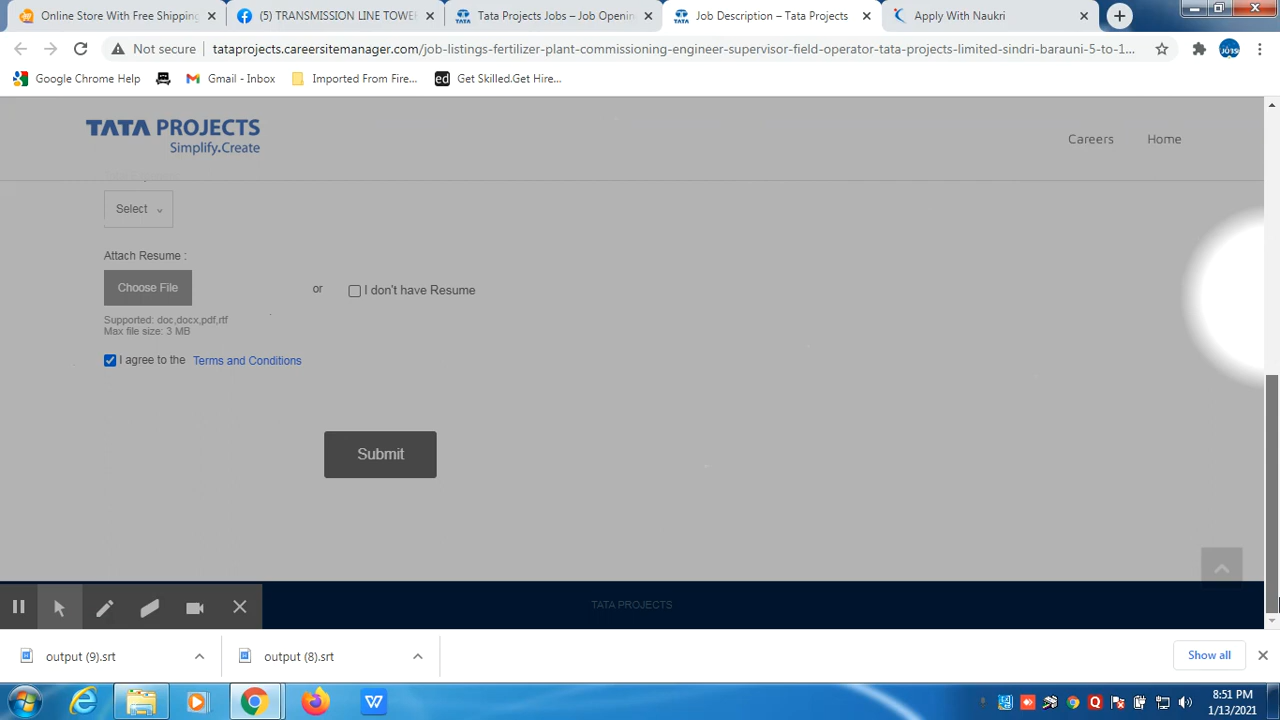 Online Store With Free Shipping
(5) TRANSMISSION LINE TOWE
Tata Projects Jobs – Job Openin
Job Description – Tata Projects
Apply With Naukri
Not secure
tataprojects.careersitemanager.com/job-listings-fertilizer-plant-commissioning-engineer-supervisor-field-operator-tata-projects-limited-sindri-barauni-5-to-1...
Google Chrome Help
Gmail - Inbox
Imported From Fire...
ed
Get Skilled.Get Hire...
TATA PROJECTS
Simplify.Create
Careers
Home
Select
Attach Resume :
Choose File
or
I don't have Resume
Supported: doc,docx,pdf,rtf
Max file size: 3 MB
I agree to the Terms and Conditions
Submit
TATA PROJECTS
output (9).srt
output (8).srt
Show all
8:51 PM
1/13/2021